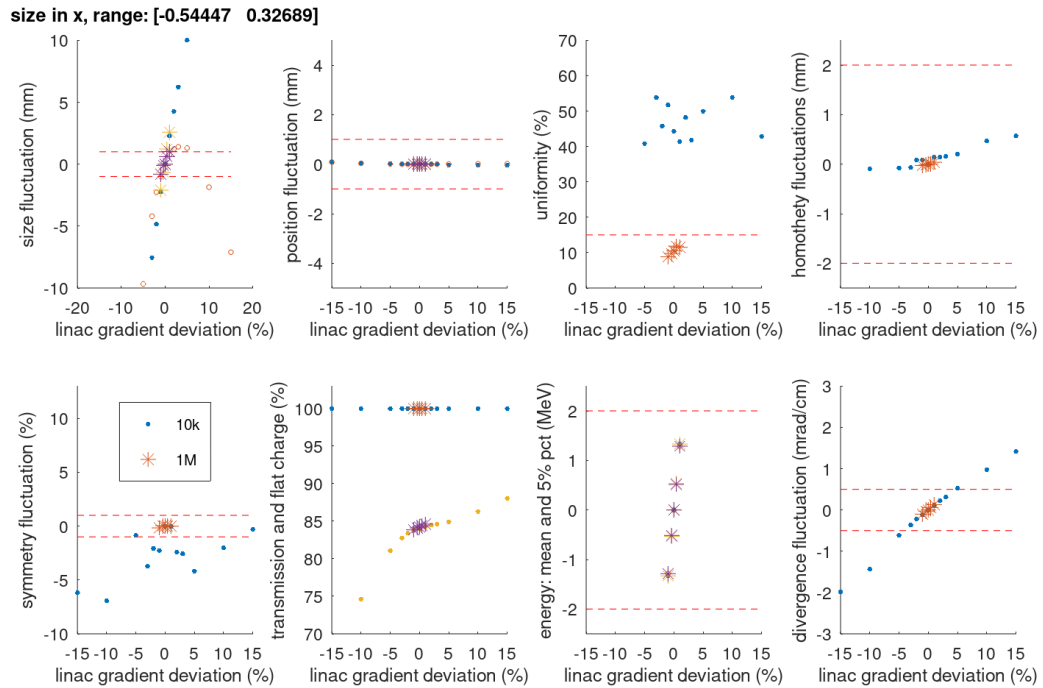 size in x, range: [-0.54447 0.32689]
10
5
0
-5
-10
size fluctuation (mm)
-20 -10 0 10 20
linac gradient deviation (%)
4
2
0
-2
-4
position fluctuation (mm)
-15 -10 -5 0 5 10 15
linac gradient deviation (%)
70
60
50
40
30
20
10
0
uniformity (%)
-15 -10 -5 0 5 10 15
linac gradient deviation (%)
2
1
0
-1
-2
homothety fluctuations (mm)
-15 -10 -5 0 5 10 15
linac gradient deviation (%)
10
5
0
-5
-10
symmetry fluctuation (%)
10k
1M
-15 -10 -5 0 5 10 15
linac gradient deviation (%)
100
95
90
85
80
75
70
transmission and flat charge (%)
-15 -10 -5 0 5 10 15
linac gradient deviation (%)
2
1
0
-1
-2
energy: mean and 5% pct (MeV)
-15 -10 -5 0 5 10 15
linac gradient deviation (%)
3
2
1
0
-1
-2
-3
divergence fluctuation (mrad/cm)
-15 -10 -5 0 5 10 15
linac gradient deviation (%)